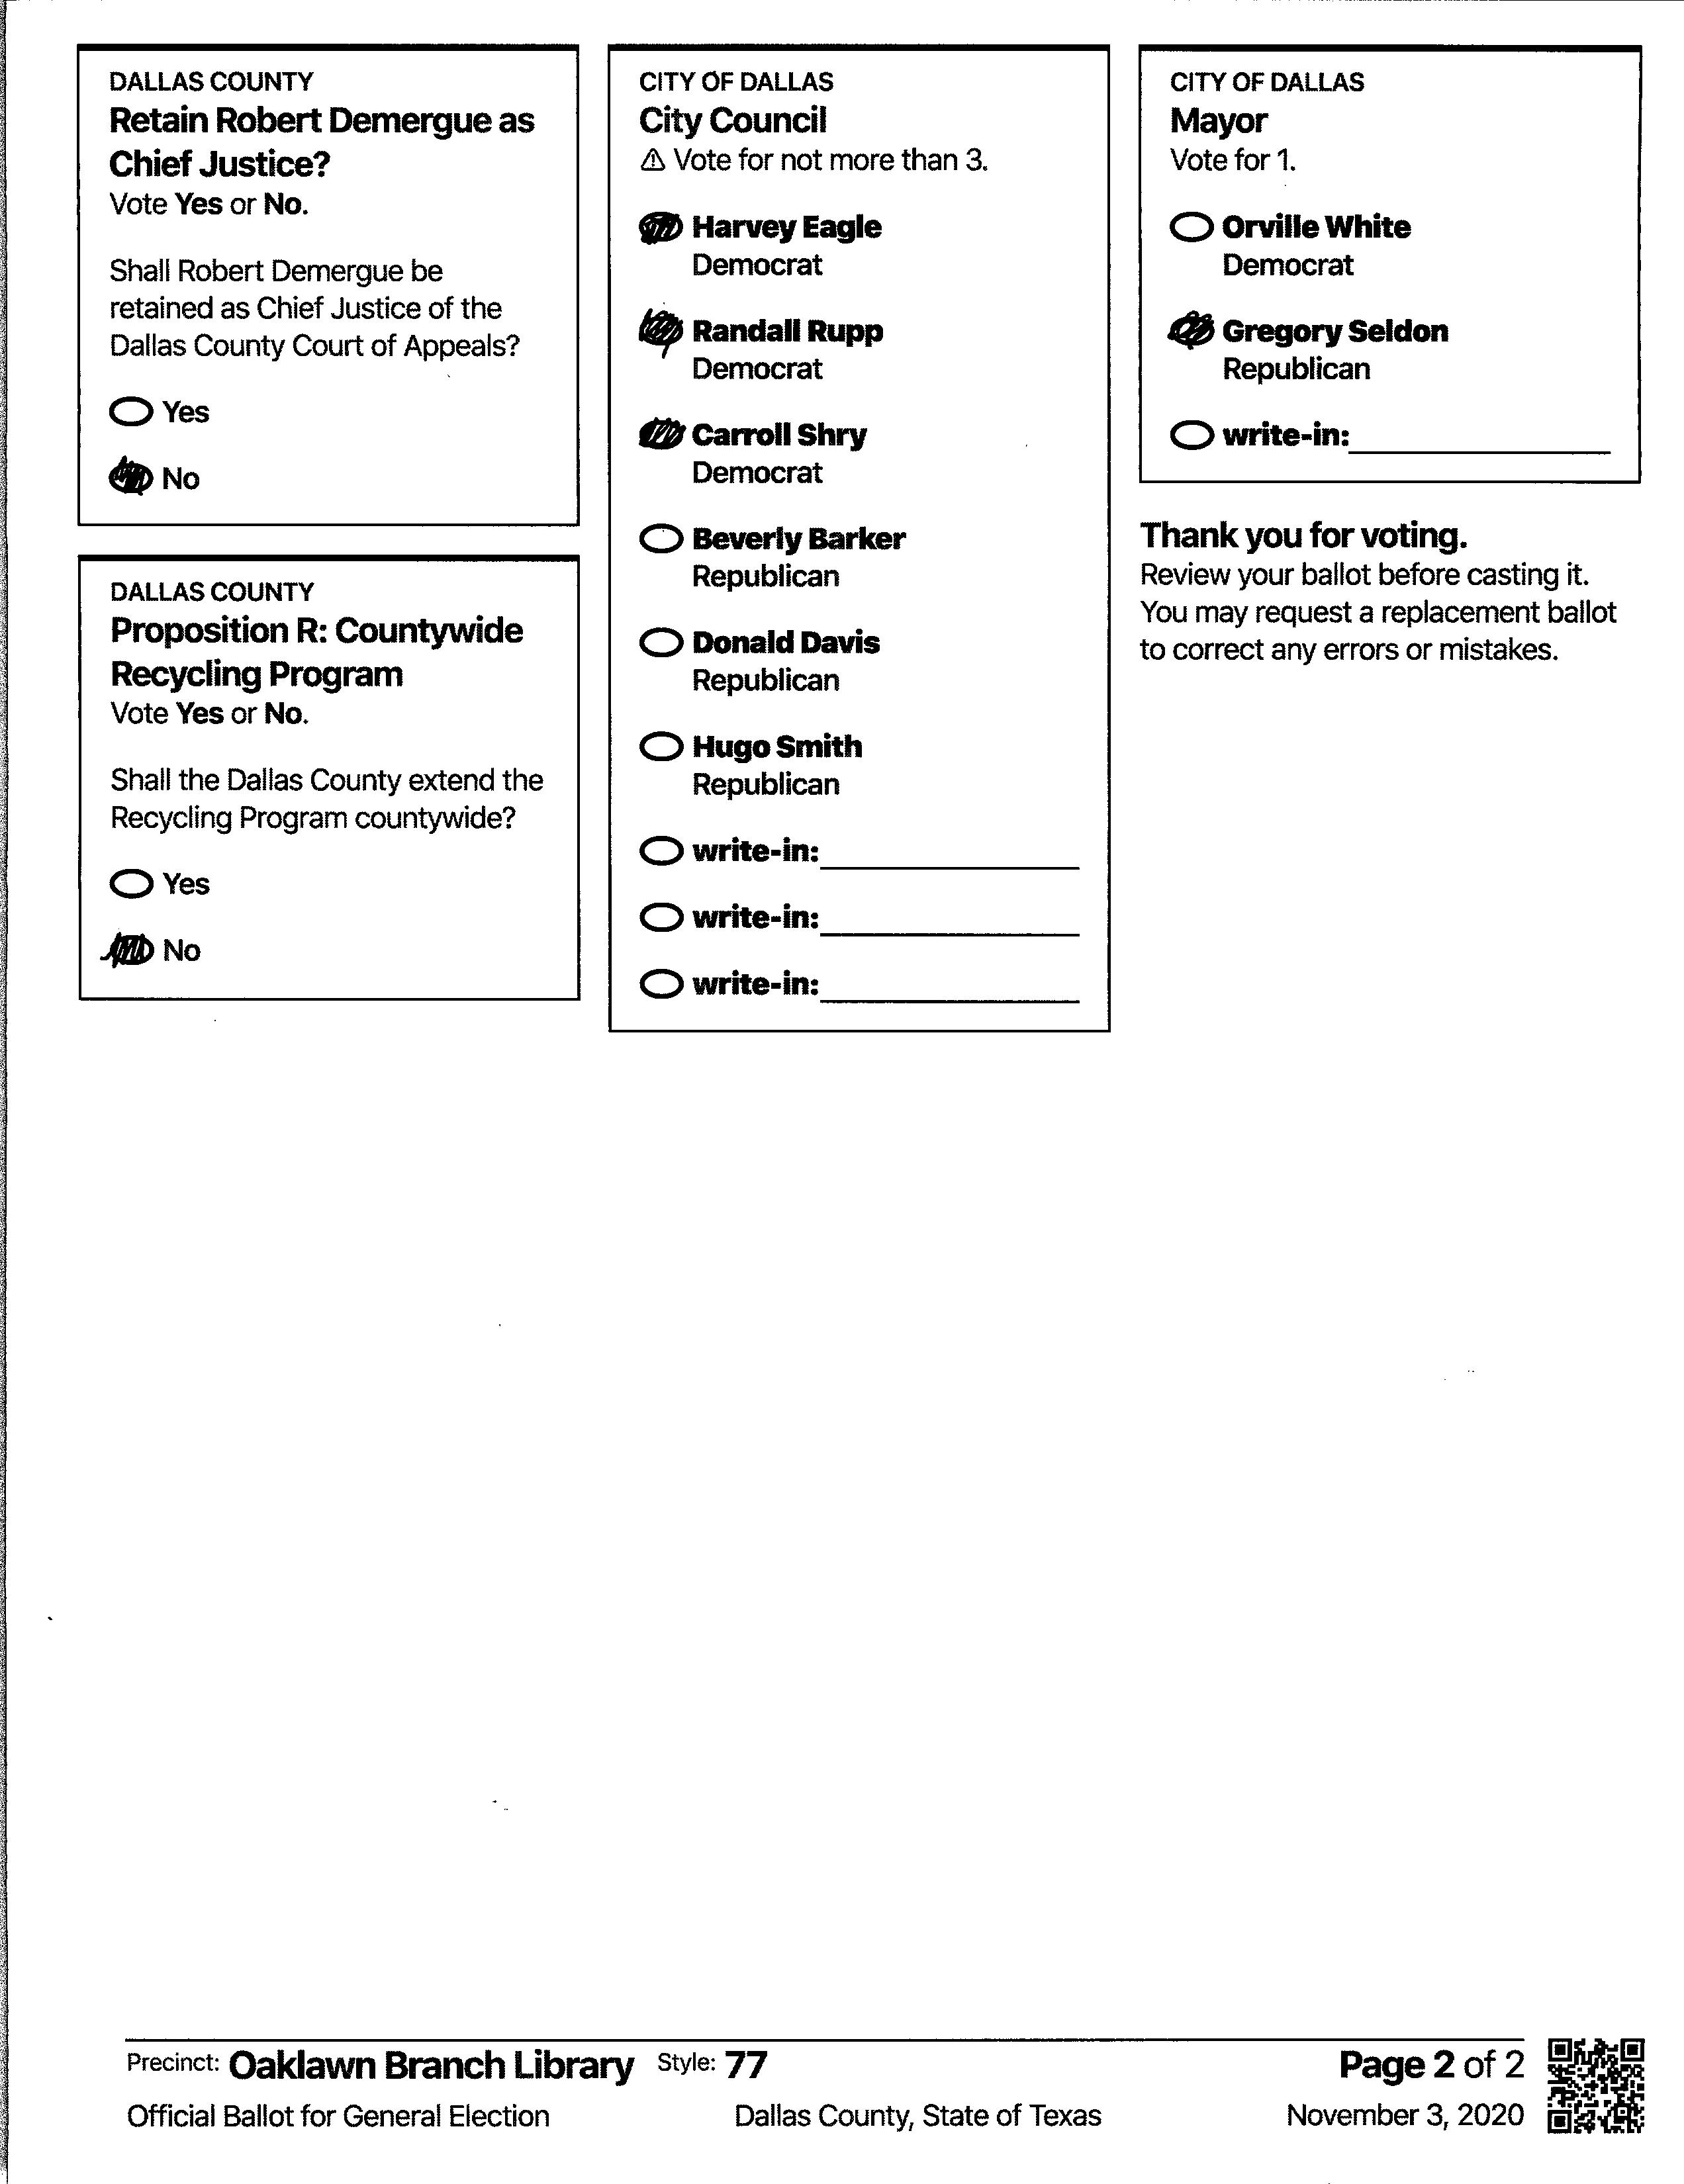 DALLAS COUNTY
Retain Robert Demergue as
Chief Justice?
Vote Yes or No.
Shall Robert Demergue be
retained as Chief Justice of the
Dallas County Court of Appeals?
Yes
No
DALLAS COUNTY
Proposition R: Countywide
Recycling Program
Vote Yes or No.
Shall the Dallas County extend the
Recycling Program countywide?
Yes
No
CITY OF DALLAS
City Council
⚠ Vote for not more than 3.
Harvey Eagle
Democrat
Randall Rupp
Democrat
Carroll Shry
Democrat
Beverly Barker
Republican
Donald Davis
Republican
Hugo Smith
Republican
write-in:
write-in:
write-in:
CITY OF DALLAS
Mayor
Vote for 1.
Orville White
Democrat
Gregory Seldon
Republican
write-in:
Thank you for voting.
Review your ballot before casting it.
You may request a replacement ballot
to correct any errors or mistakes.
Precinct: Oaklawn Branch Library Style: 77 Page 2 of 2
Official Ballot for General Election Dallas County, State of Texas November 3, 2020